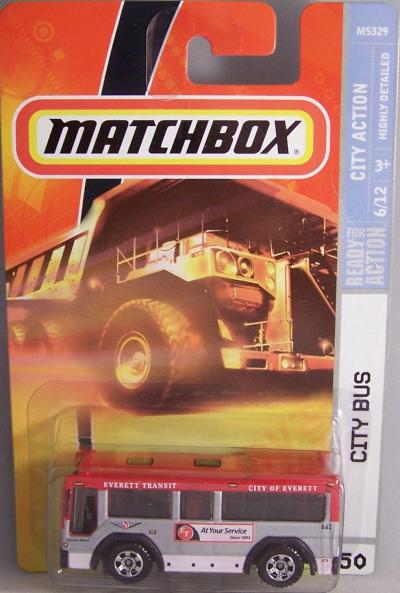 M5329
MATCHBOX®
CITY ACTION
HIGHLY DETAILED
6/12 3+
READY FOR ACTION
CITY BUS
EVERETT TRANSIT
CITY OF EVERETT
ET
At Your Service
Since 1893
662
50